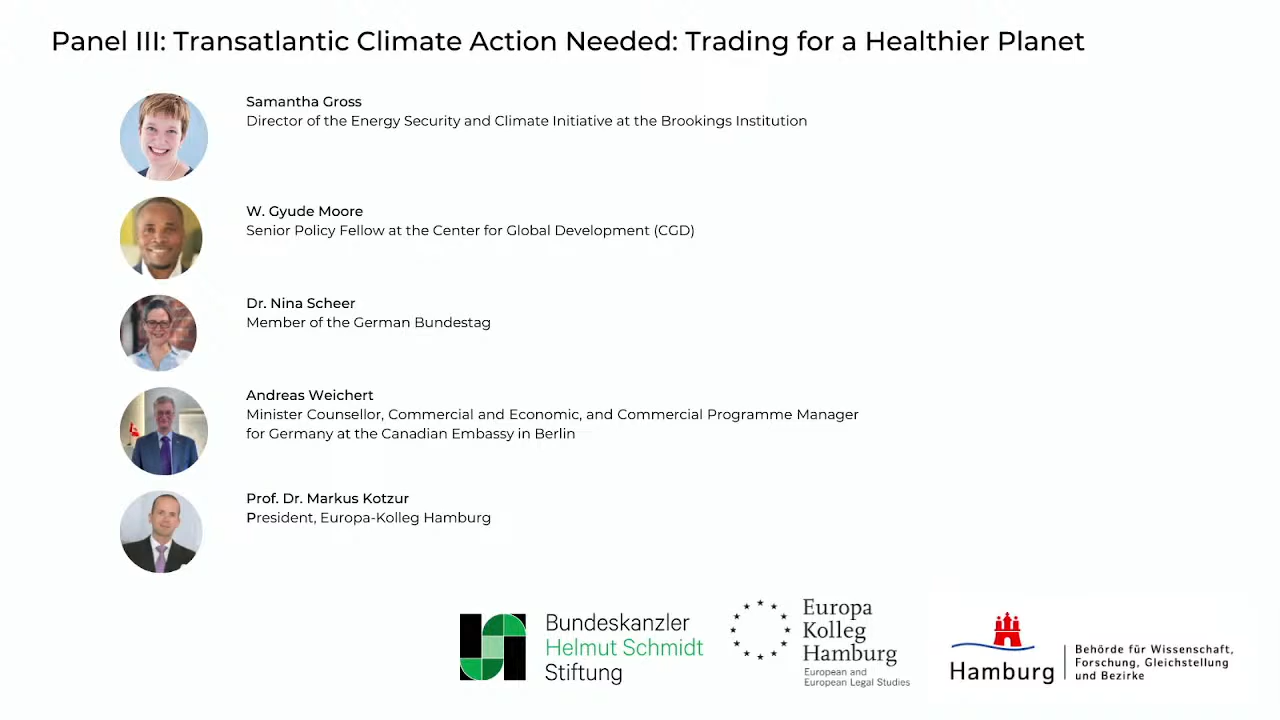 Panel III: Transatlantic Climate Action Needed: Trading for a Healthier Planet
Samantha Gross
Director of the Energy Security and Climate Initiative at the Brookings Institution
W. Gyude Moore
Senior Policy Fellow at the Center for Global Development (CGD)
Dr. Nina Scheer
Member of the German Bundestag
Andreas Weichert
Minister Counsellor, Commercial and Economic, and Commercial Programme Manager
for Germany at the Canadian Embassy in Berlin
Prof. Dr. Markus Kotzur
President, Europa-Kolleg Hamburg
Bundeskanzler
Helmut Schmidt
Stiftung
Europa
Kolleg
Hamburg
European and
European Legal Studies
Hamburg
Behörde für Wissenschaft,
Forschung, Gleichstellung
und Bezirke